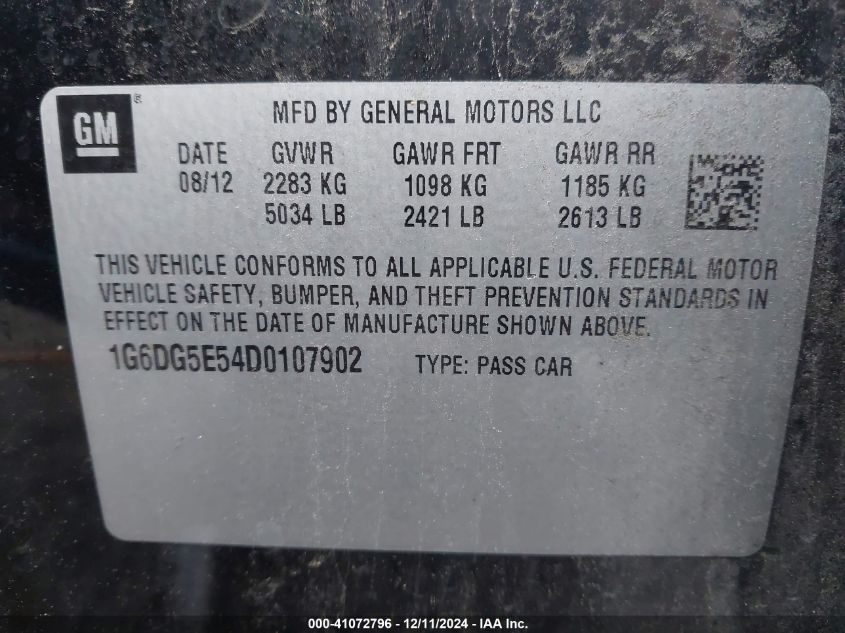 GM®
MFD BY GENERAL MOTORS LLC
DATE GVWR GAWR FRT GAWR RR
08/12 2283 KG 1098 KG 1185 KG
5034 LB 2421 LB 2613 LB
THIS VEHICLE CONFORMS TO ALL APPLICABLE U.S. FEDERAL MOTOR
VEHICLE SAFETY, BUMPER, AND THEFT PREVENTION STANDARDS IN
EFFECT ON THE DATE OF MANUFACTURE SHOWN ABOVE.
1G6DG5E54D0107902 TYPE: PASS CAR
000-41072796 - 12/11/2024 - IAA Inc.